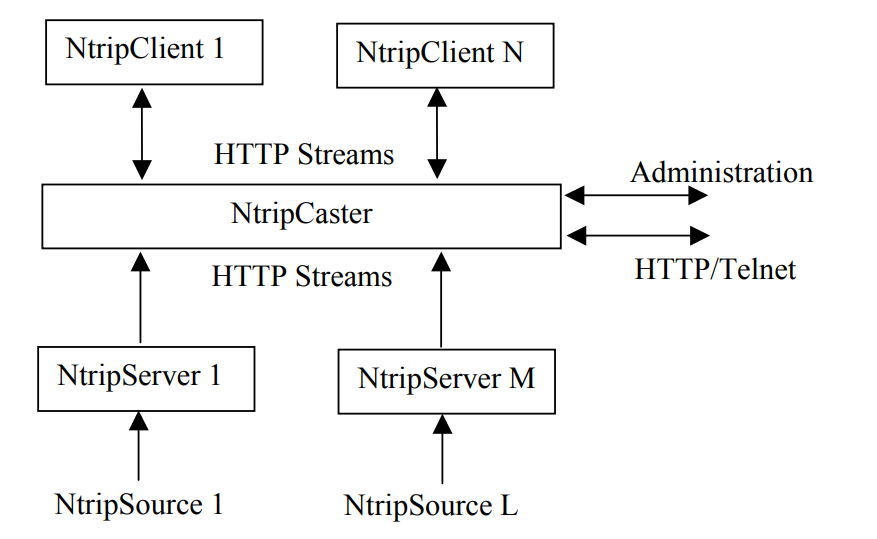 NtripClient 1
NtripClient N
HTTP Streams
Administration
NtripCaster
HTTP/Telnet
HTTP Streams
NtripServer 1
NtripServer M
NtripSource 1
NtripSource L